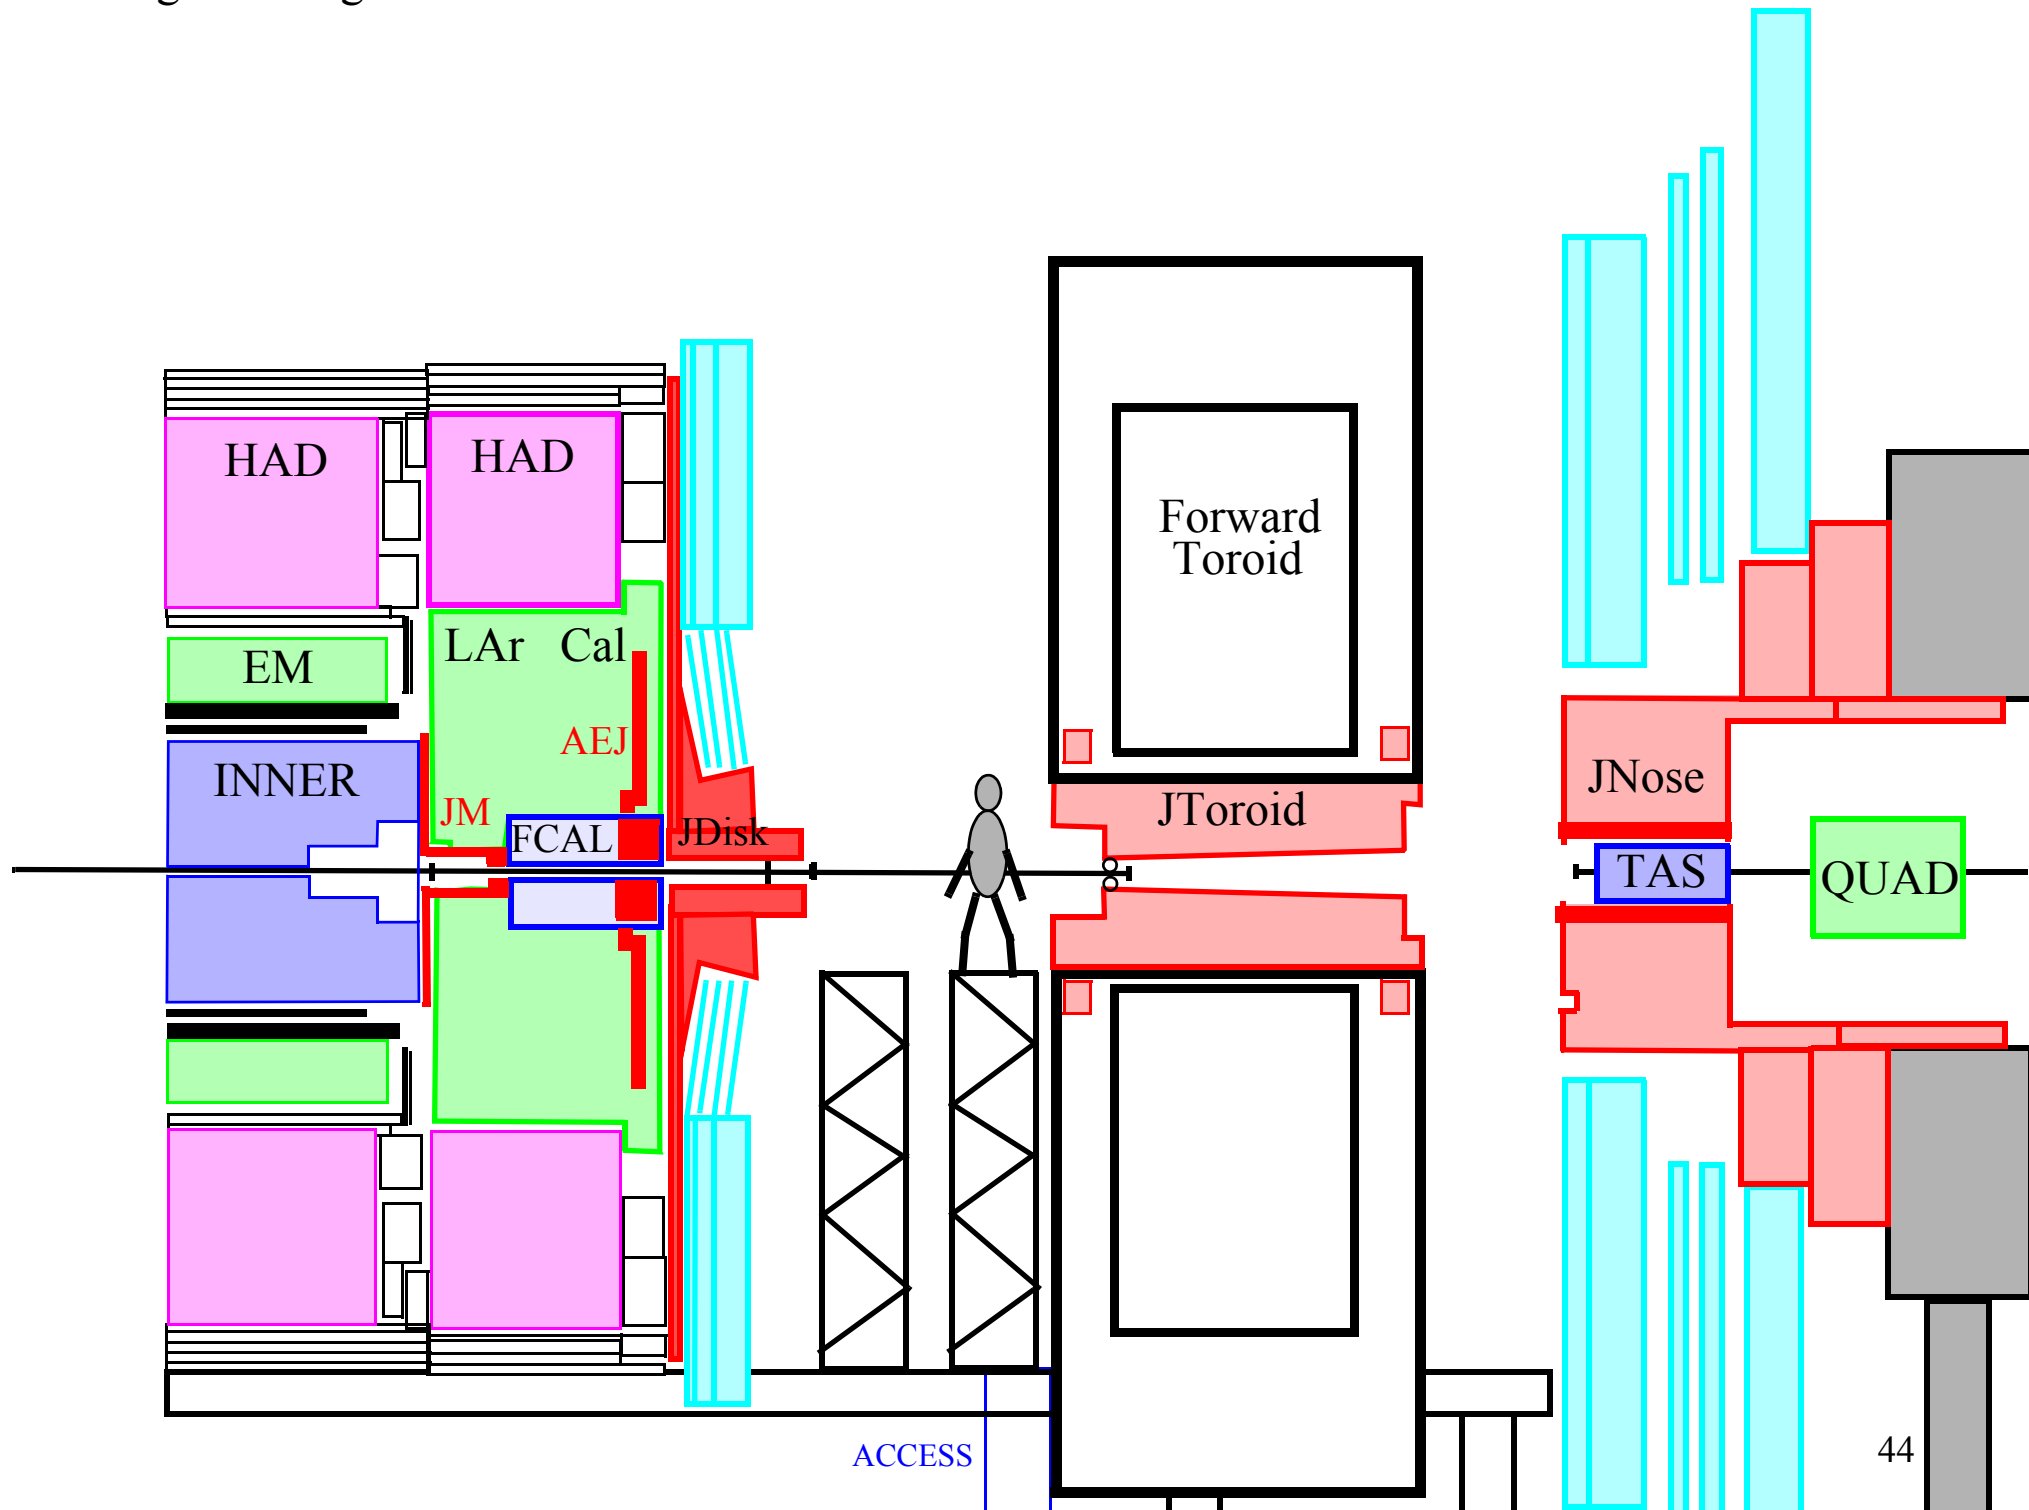 HAD
HAD
Forward
Toroid
LAr Cal
EM
AEJ
INNER
JM
FCAL
JDisk
JToroid
JNose
TAS
QUAD
ACCESS
44